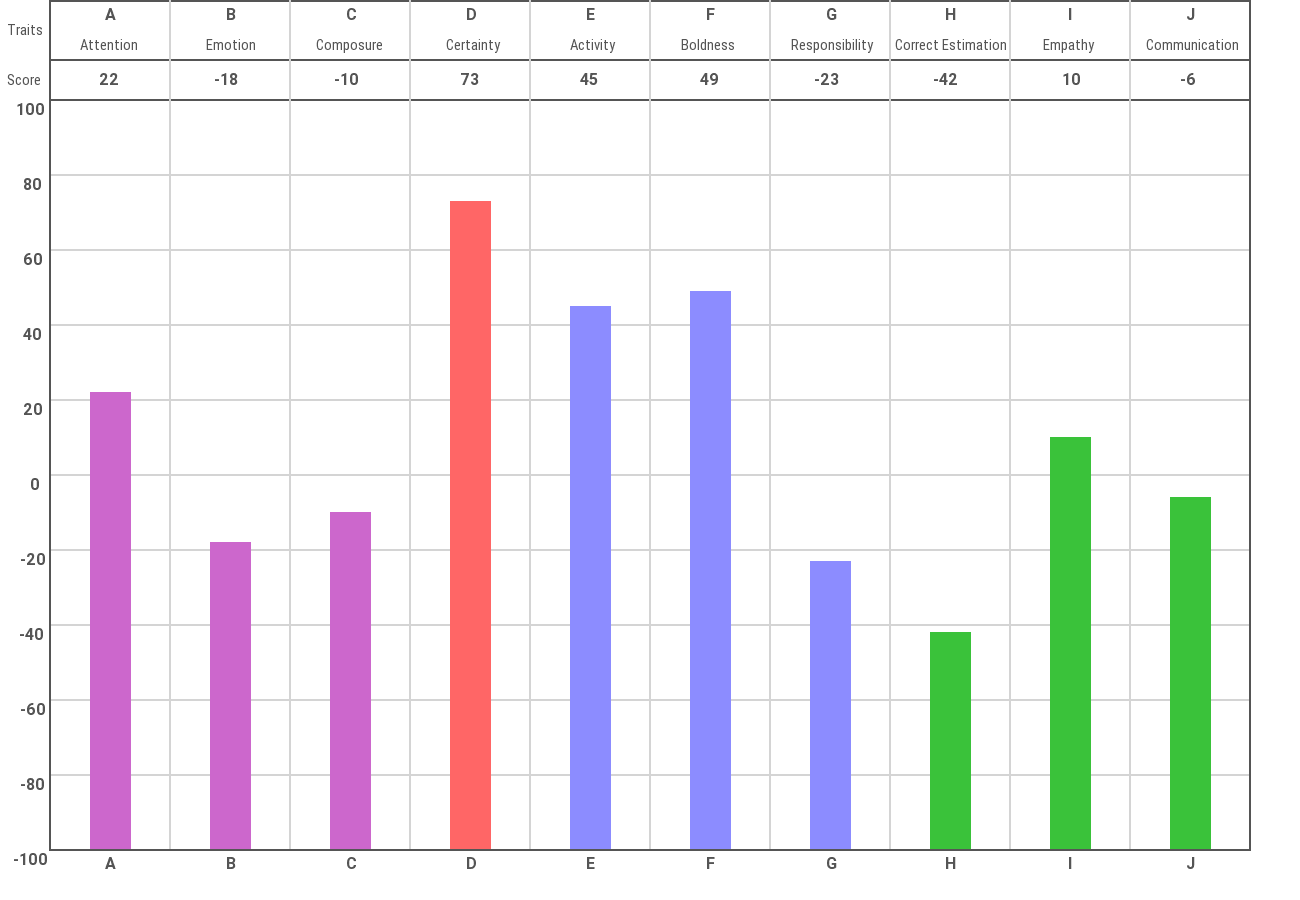 Traits A B C D E F G H I J
Attention Emotion Composure Certainty Activity Boldness Responsibility Correct Estimation Empathy Communication
Score 22 -18 -10 73 45 49 -23 -42 10 -6
100
80
60
40
20
0
-20
-40
-60
-80
-100
A B C D E F G H I J